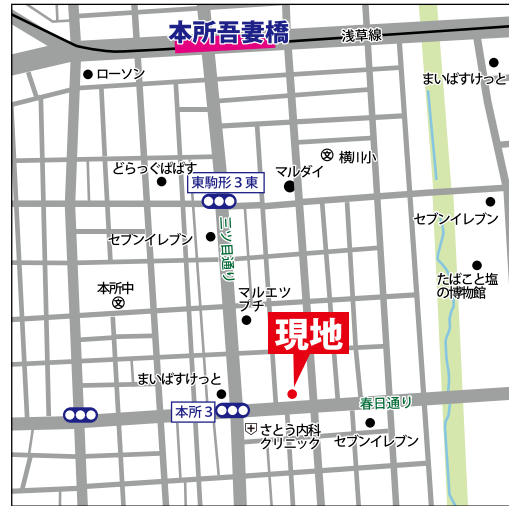 本所吾妻橋
浅草線
ローソン
まいばすけっと
横川小
どらっぐぱぱす
マルダイ
東駒形3東
セブンイレブン
セブンイレブン
三ツ目通り
たばこと塩
の博物館
本所中
マルエツ
プチ
現地
まいばすけっと
春日通り
本所3
さとう内科
クリニック
セブンイレブン